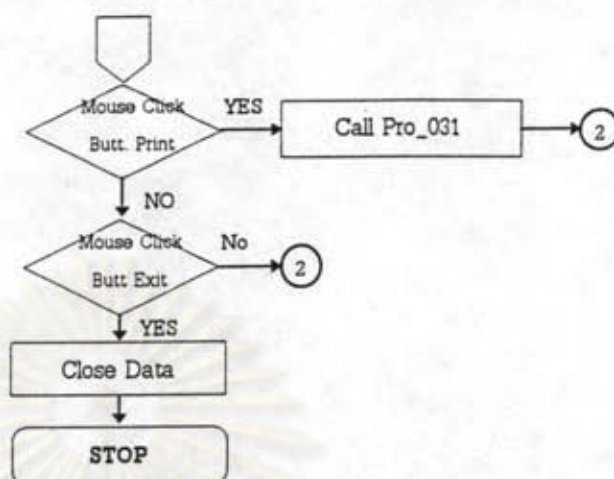 Mouse Click
Butt. Print
YES
Call Pro_031
2
NO
Mouse Click
Butt Exit
No
2
YES
Close Data
STOP